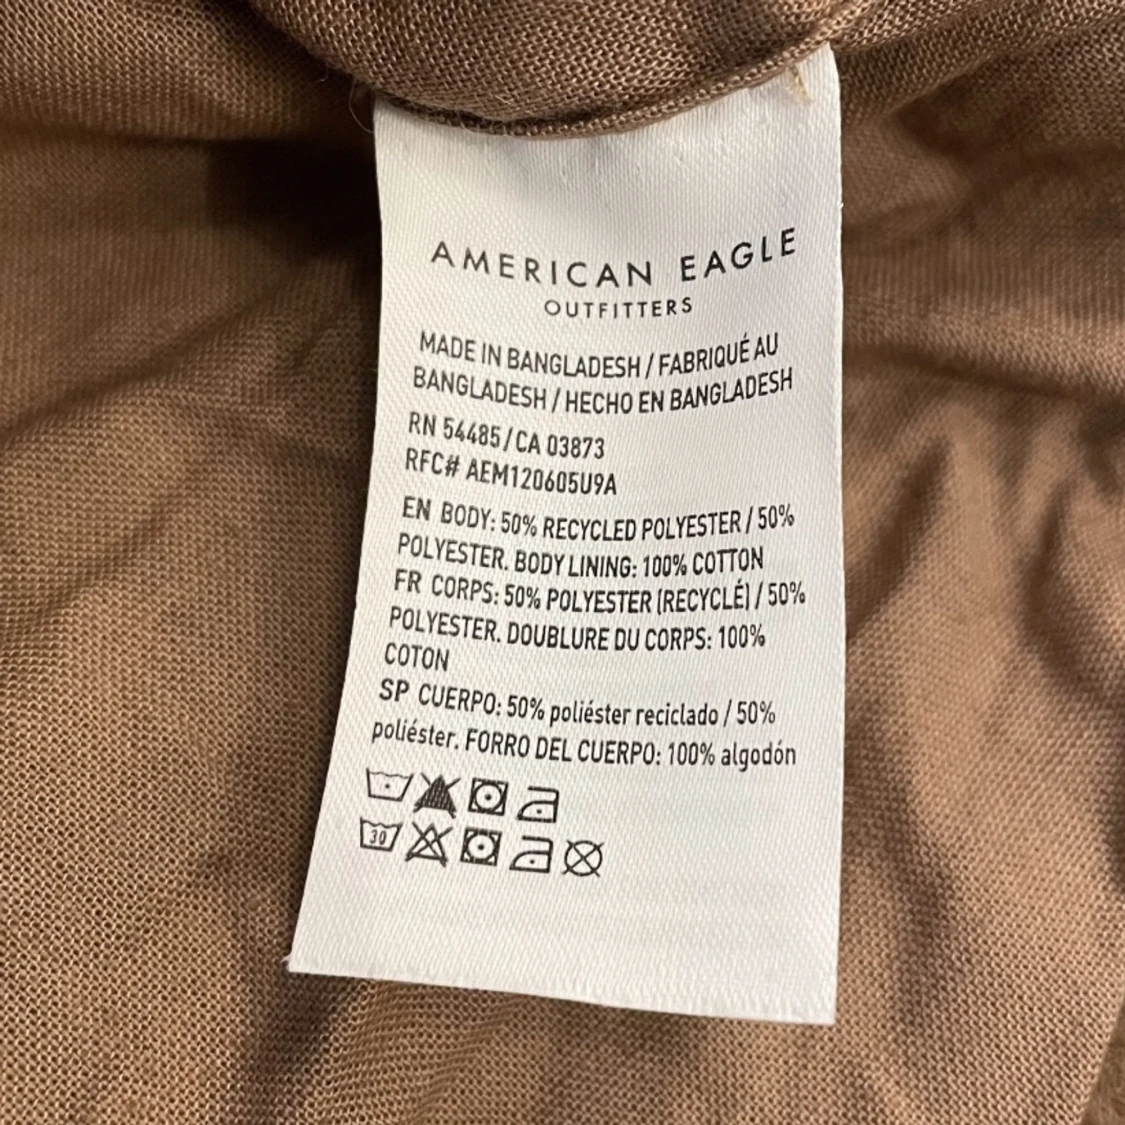 AMERICAN EAGLE
OUTFITTERS
MADE IN BANGLADESH / FABRIQUÉ AU
BANGLADESH / HECHO EN BANGLADESH
RN 54485 / CA 03873
RFC# AEM120605U9A
EN BODY: 50% RECYCLED POLYESTER / 50%
POLYESTER. BODY LINING: 100% COTTON
FR CORPS: 50% POLYESTER (RECYCLÉ) / 50%
POLYESTER. DOUBLURE DU CORPS: 100%
COTON
SP CUERPO: 50% poliéster reciclado / 50%
poliéster. FORRO DEL CUERPO: 100% algodón
30